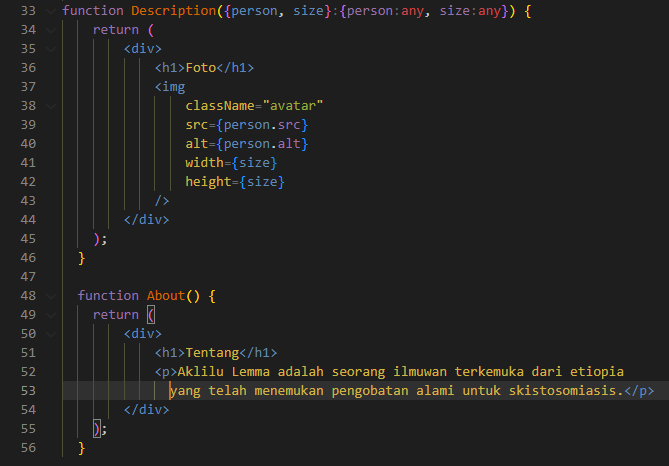 33 function Description({person, size}:{person:any, size:any}) {
34 return (
35 <div>
36 <h1>Foto</h1>
37 <img
38 className="avatar"
39 src={person.src}
40 alt={person.alt}
41 width={size}
42 height={size}
43 />
44 </div>
45 );
46 }
47
48 function About() {
49 return (
50 <div>
51 <h1>Tentang</h1>
52 <p>Aklilu Lemma adalah seorang ilmuwan terkemuka dari etiopia
53 yang telah menemukan pengobatan alami untuk skistosomiasis.</p>
54 </div>
55 );
56 }